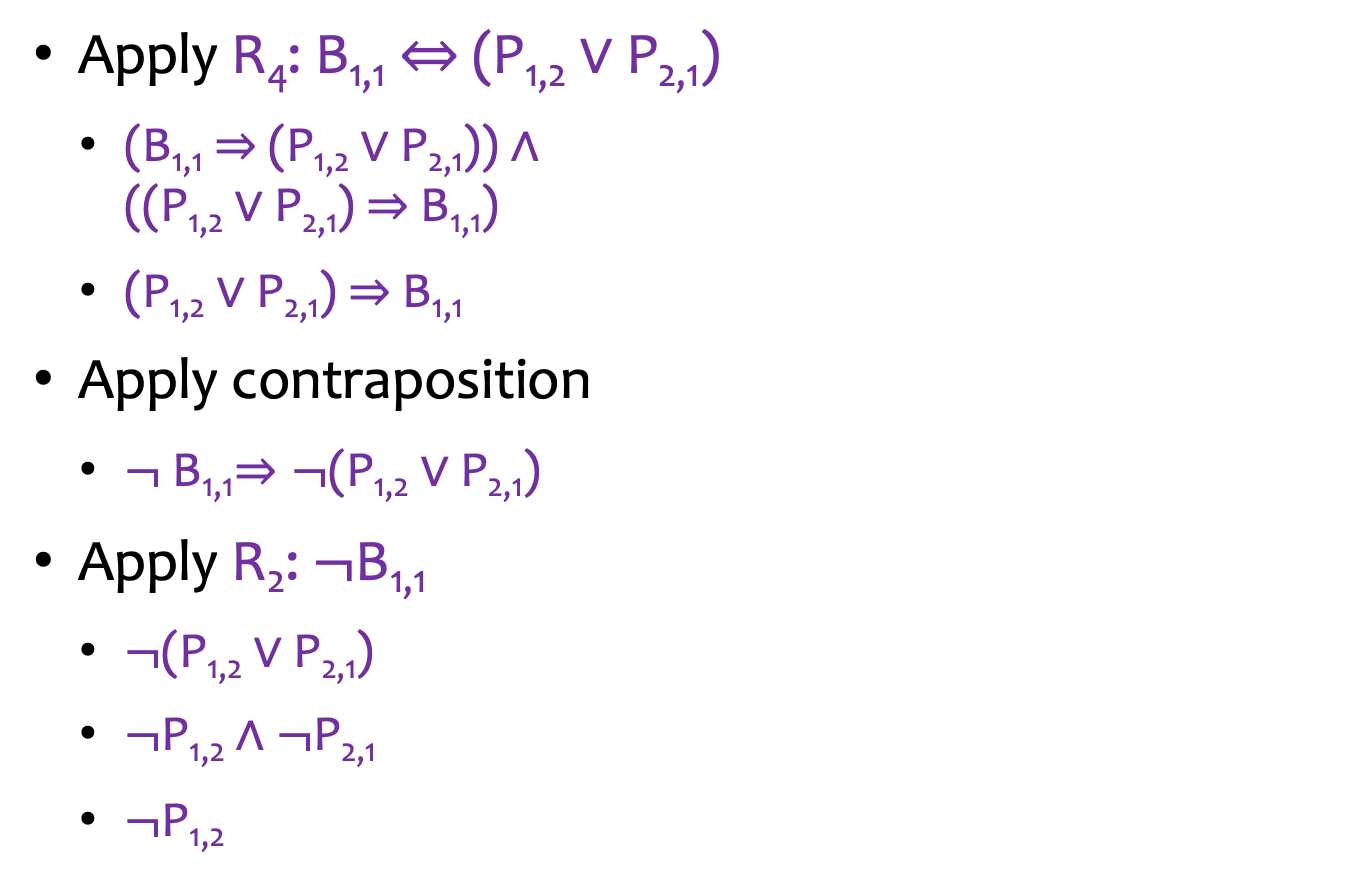 • Apply R₄: B₁,₁ ⇔ (P₁,₂ ∨ P₂,₁)
• (B₁,₁ ⇒ (P₁,₂ ∨ P₂,₁)) ∧
((P₁,₂ ∨ P₂,₁) ⇒ B₁,₁)
• (P₁,₂ ∨ P₂,₁) ⇒ B₁,₁
• Apply contraposition
• ¬ B₁,₁⇒ ¬(P₁,₂ ∨ P₂,₁)
• Apply R₂: ¬B₁,₁
• ¬(P₁,₂ ∨ P₂,₁)
• ¬P₁,₂ ∧ ¬P₂,₁
• ¬P₁,₂